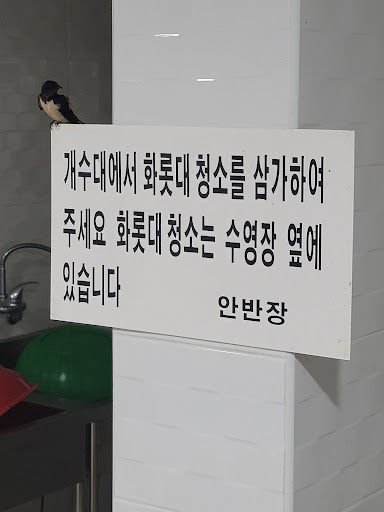 개수대에서 화롯대 청소를 삼가하여
주세요 화롯대 청소는 수영장 옆에
있습니다
안반장